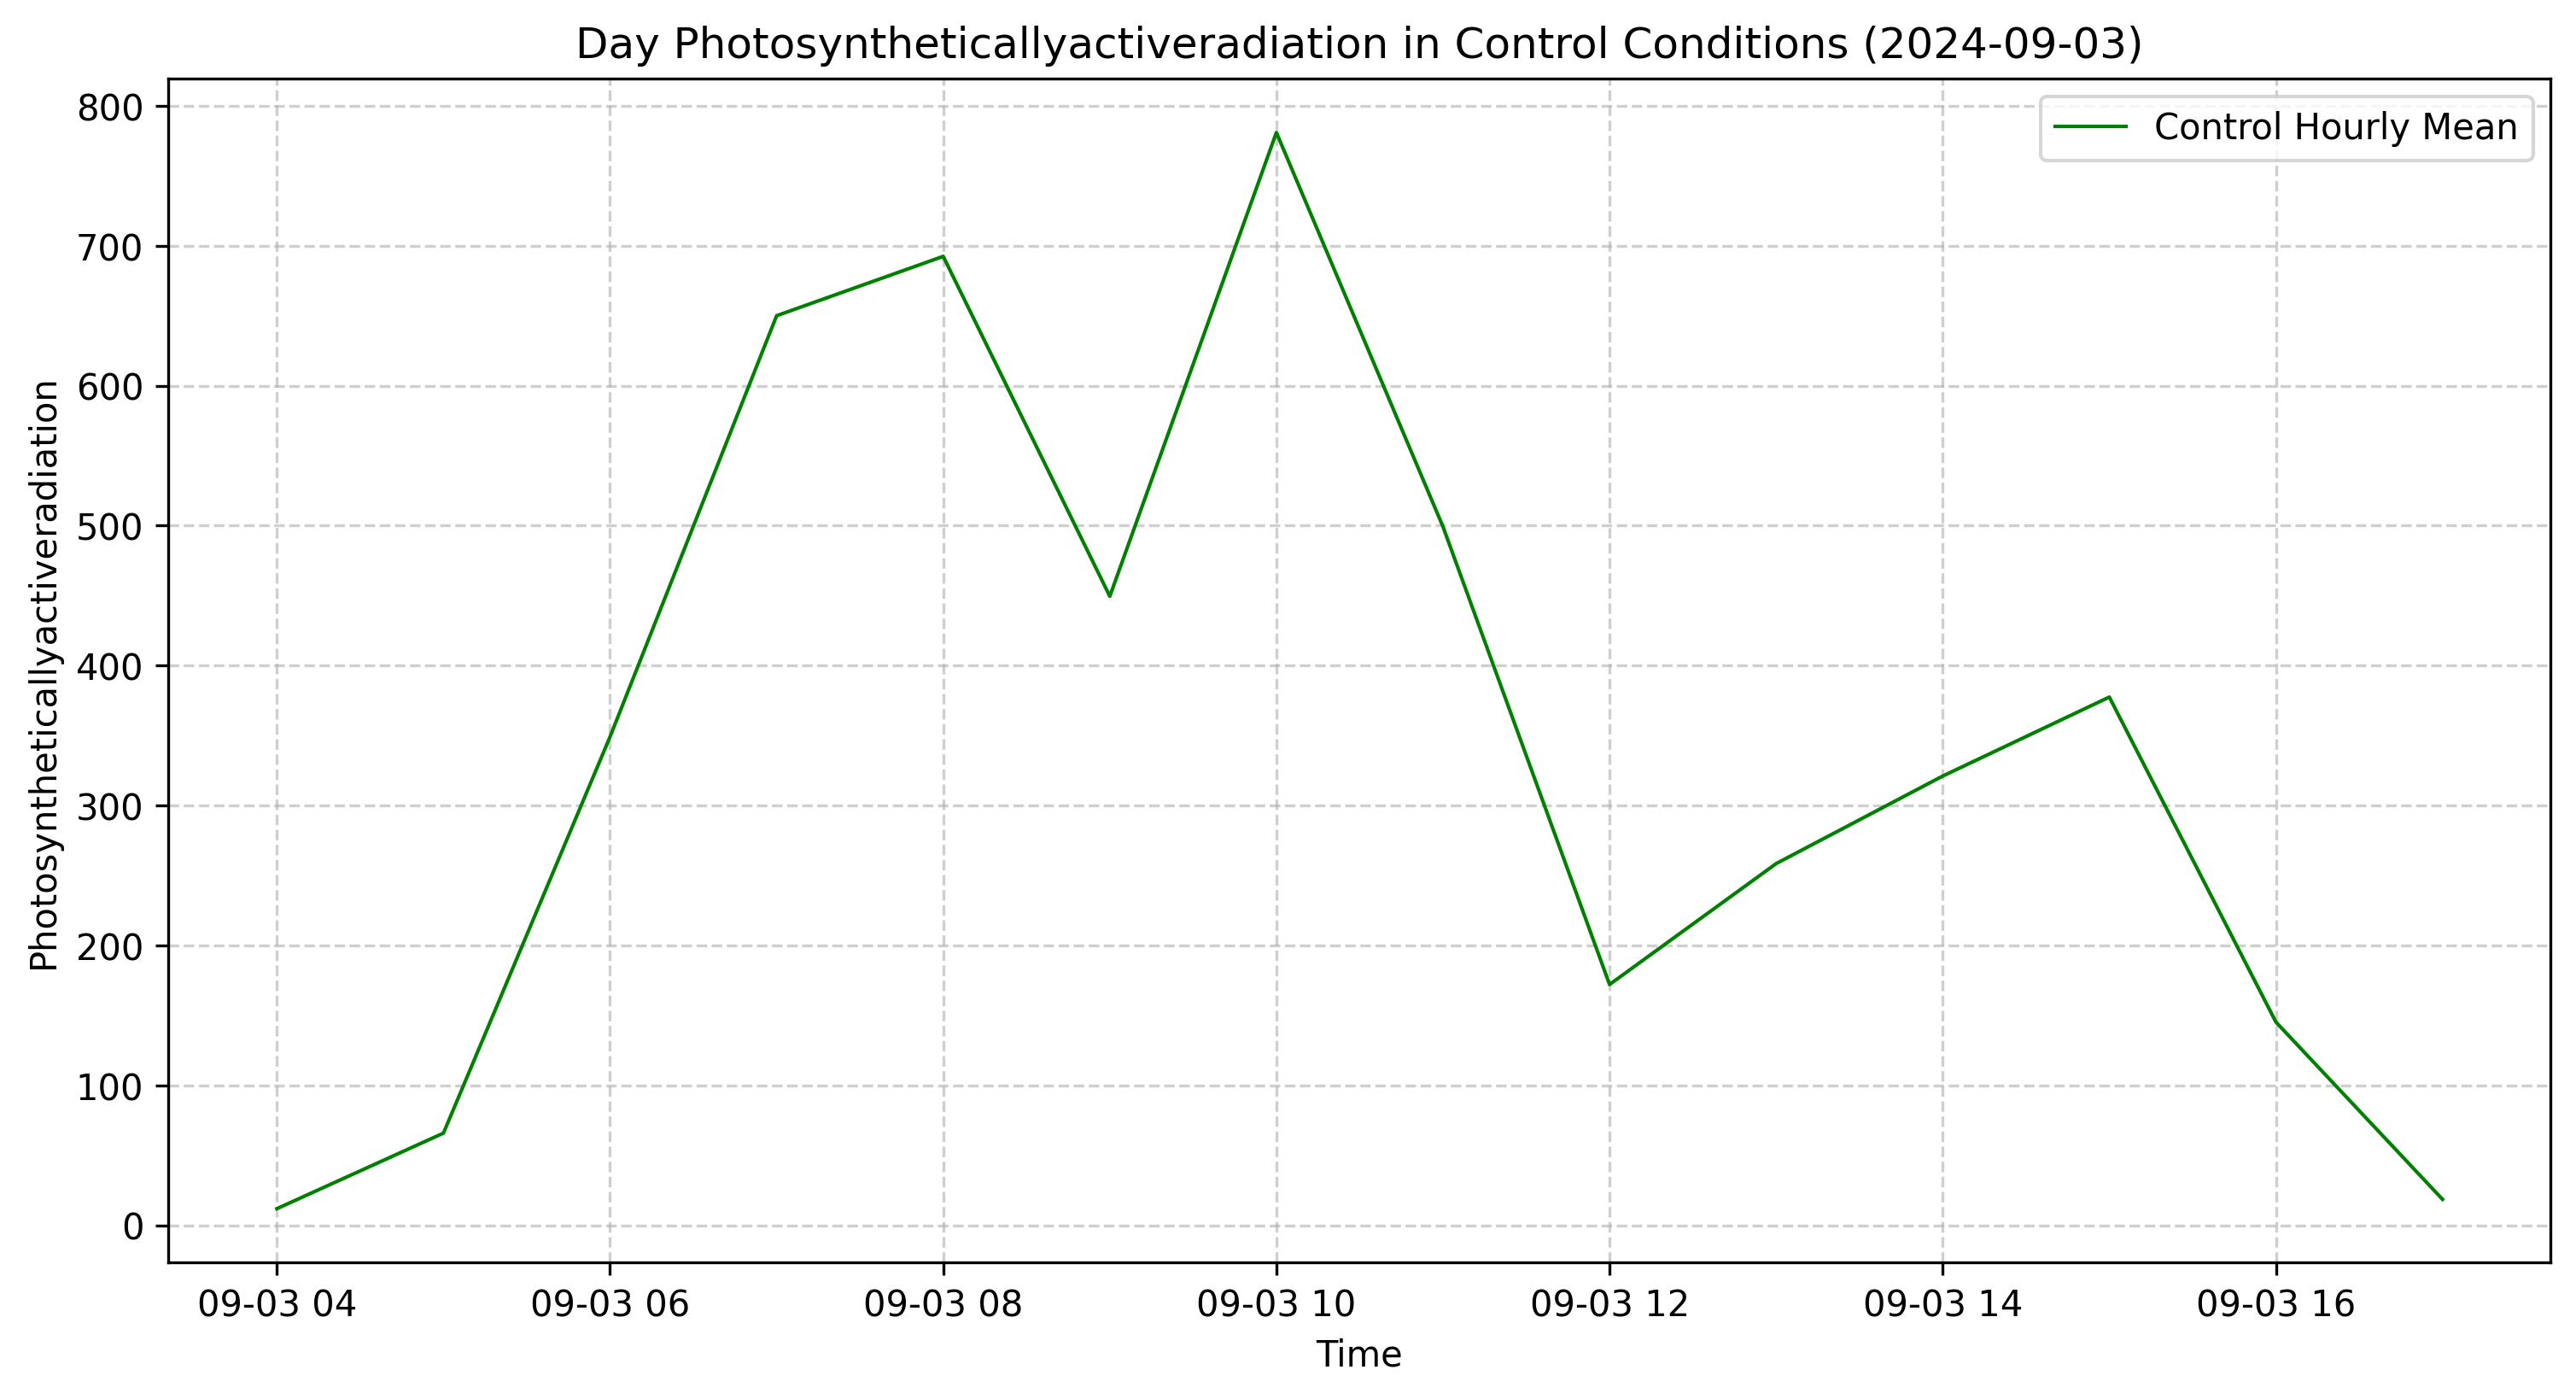 Day Photosyntheticallyactiveradiation in Control Conditions (2024-09-03)
Control Hourly Mean
Photosyntheticallyactiveradiation
800
700
600
500
400
300
200
100
0
09-03 04 09-03 06 09-03 08 09-03 10 09-03 12 09-03 14 09-03 16
Time